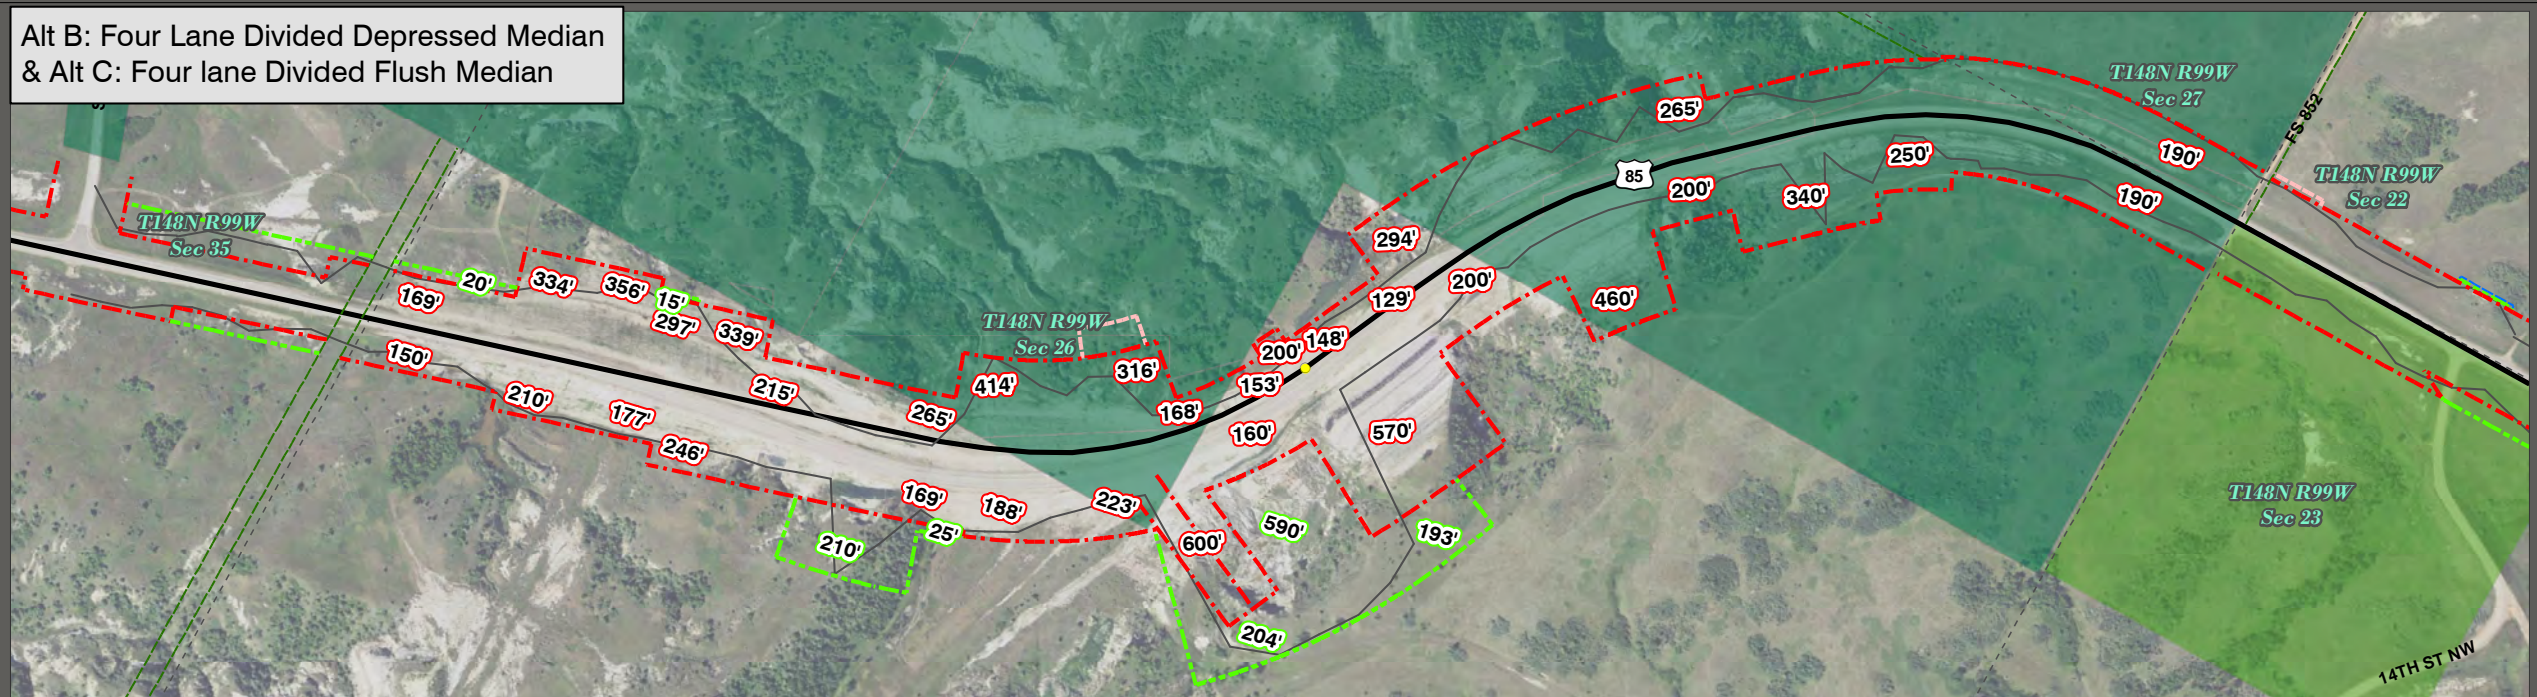 Alt B: Four Lane Divided Depressed Median
& Alt C: Four lane Divided Flush Median
T148N R99W
Sec 27
FS 852
T148N R99W
Sec 22
265'
250'
190'
190'
85
200'
340'
T148N R99W
Sec 35
294'
20'
334'
356'
15'
169'
297'
339'
200'
129'
460'
T148N R99W
Sec 26
148'
200'
150'
316'
153'
414'
215'
210'
177'
265'
168'
160'
570'
246'
169'
188'
223'
25'
210'
600'
590'
193'
T148N R99W
Sec 23
204'
14TH ST NW